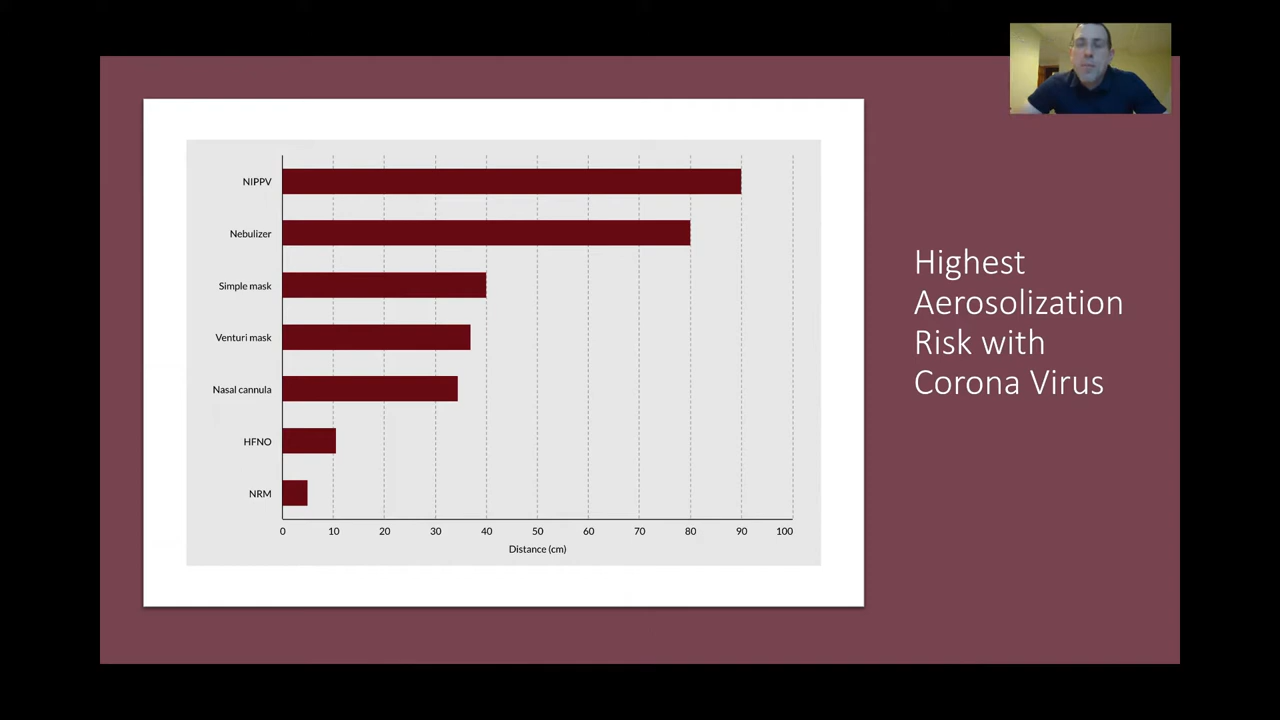 NIPPV
Nebulizer
Simple mask
Venturi mask
Nasal cannula
HFNO
NRM
0 10 20 30 40 50 60 70 80 90 100
Distance (cm)
Highest
Aerosolization
Risk with
Corona Virus